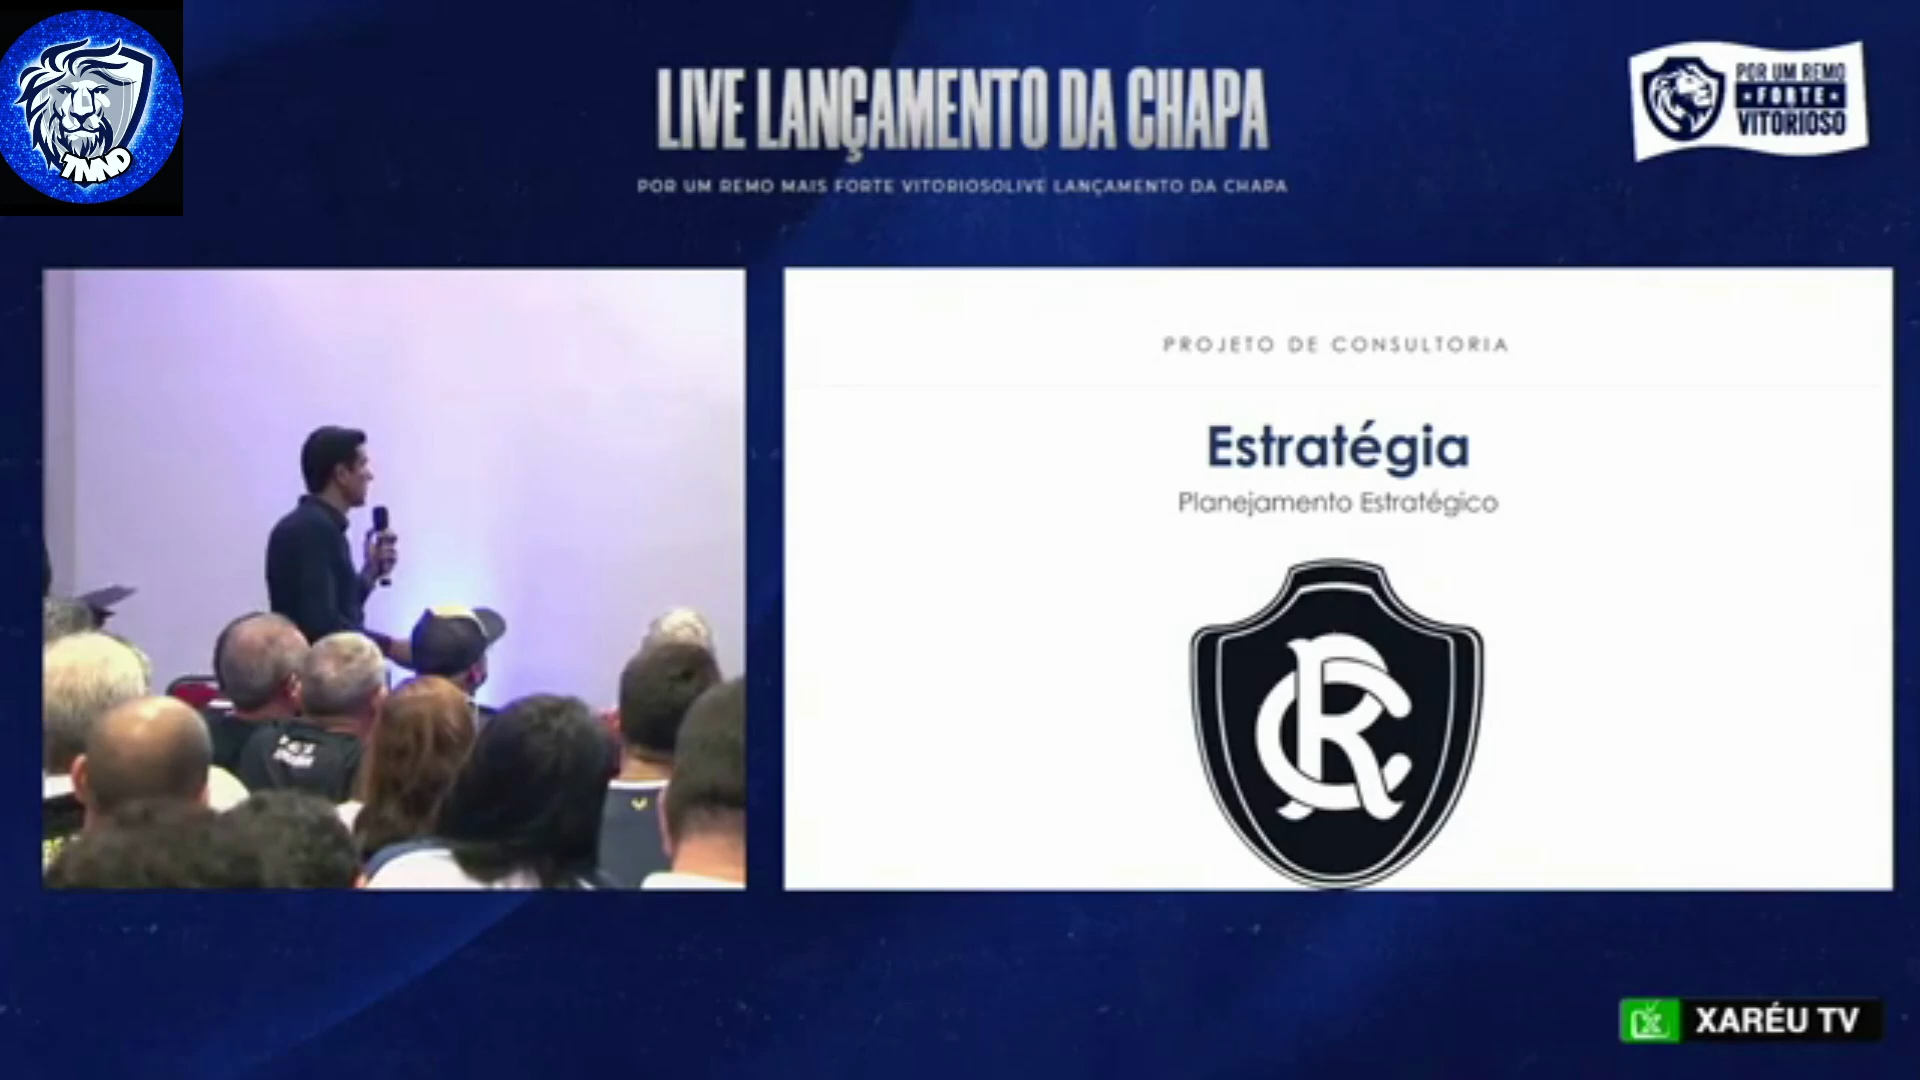 LIVE LANÇAMENTO DA CHAPA
POR UM REMO MAIS FORTE VITORIOSOLIVE LANÇAMENTO DA CHAPA
POR UM REMO
FORTE
VITORIOSO
PROJETO DE CONSULTORIA
Estratégia
Planejamento Estratégico
XARÉU TV